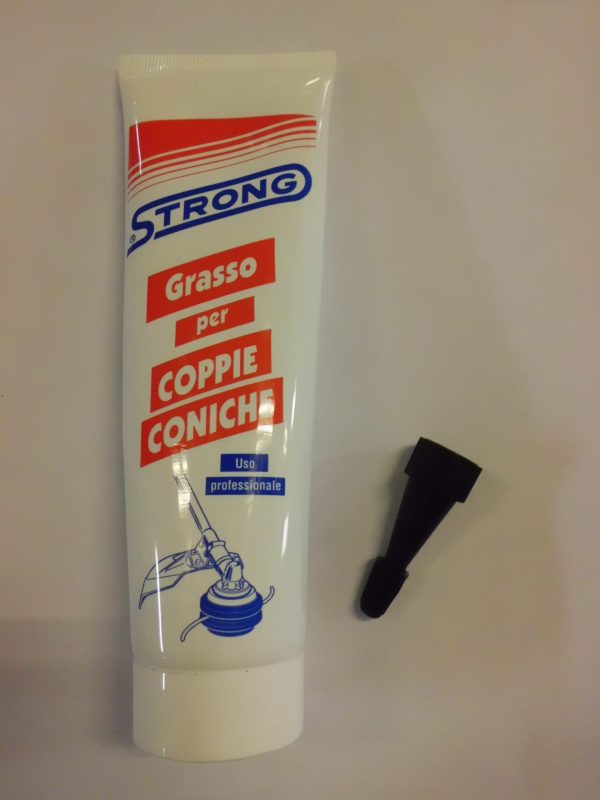 ® STRONG
Grasso
per
COPPIE
CONICHE
Uso
professionale